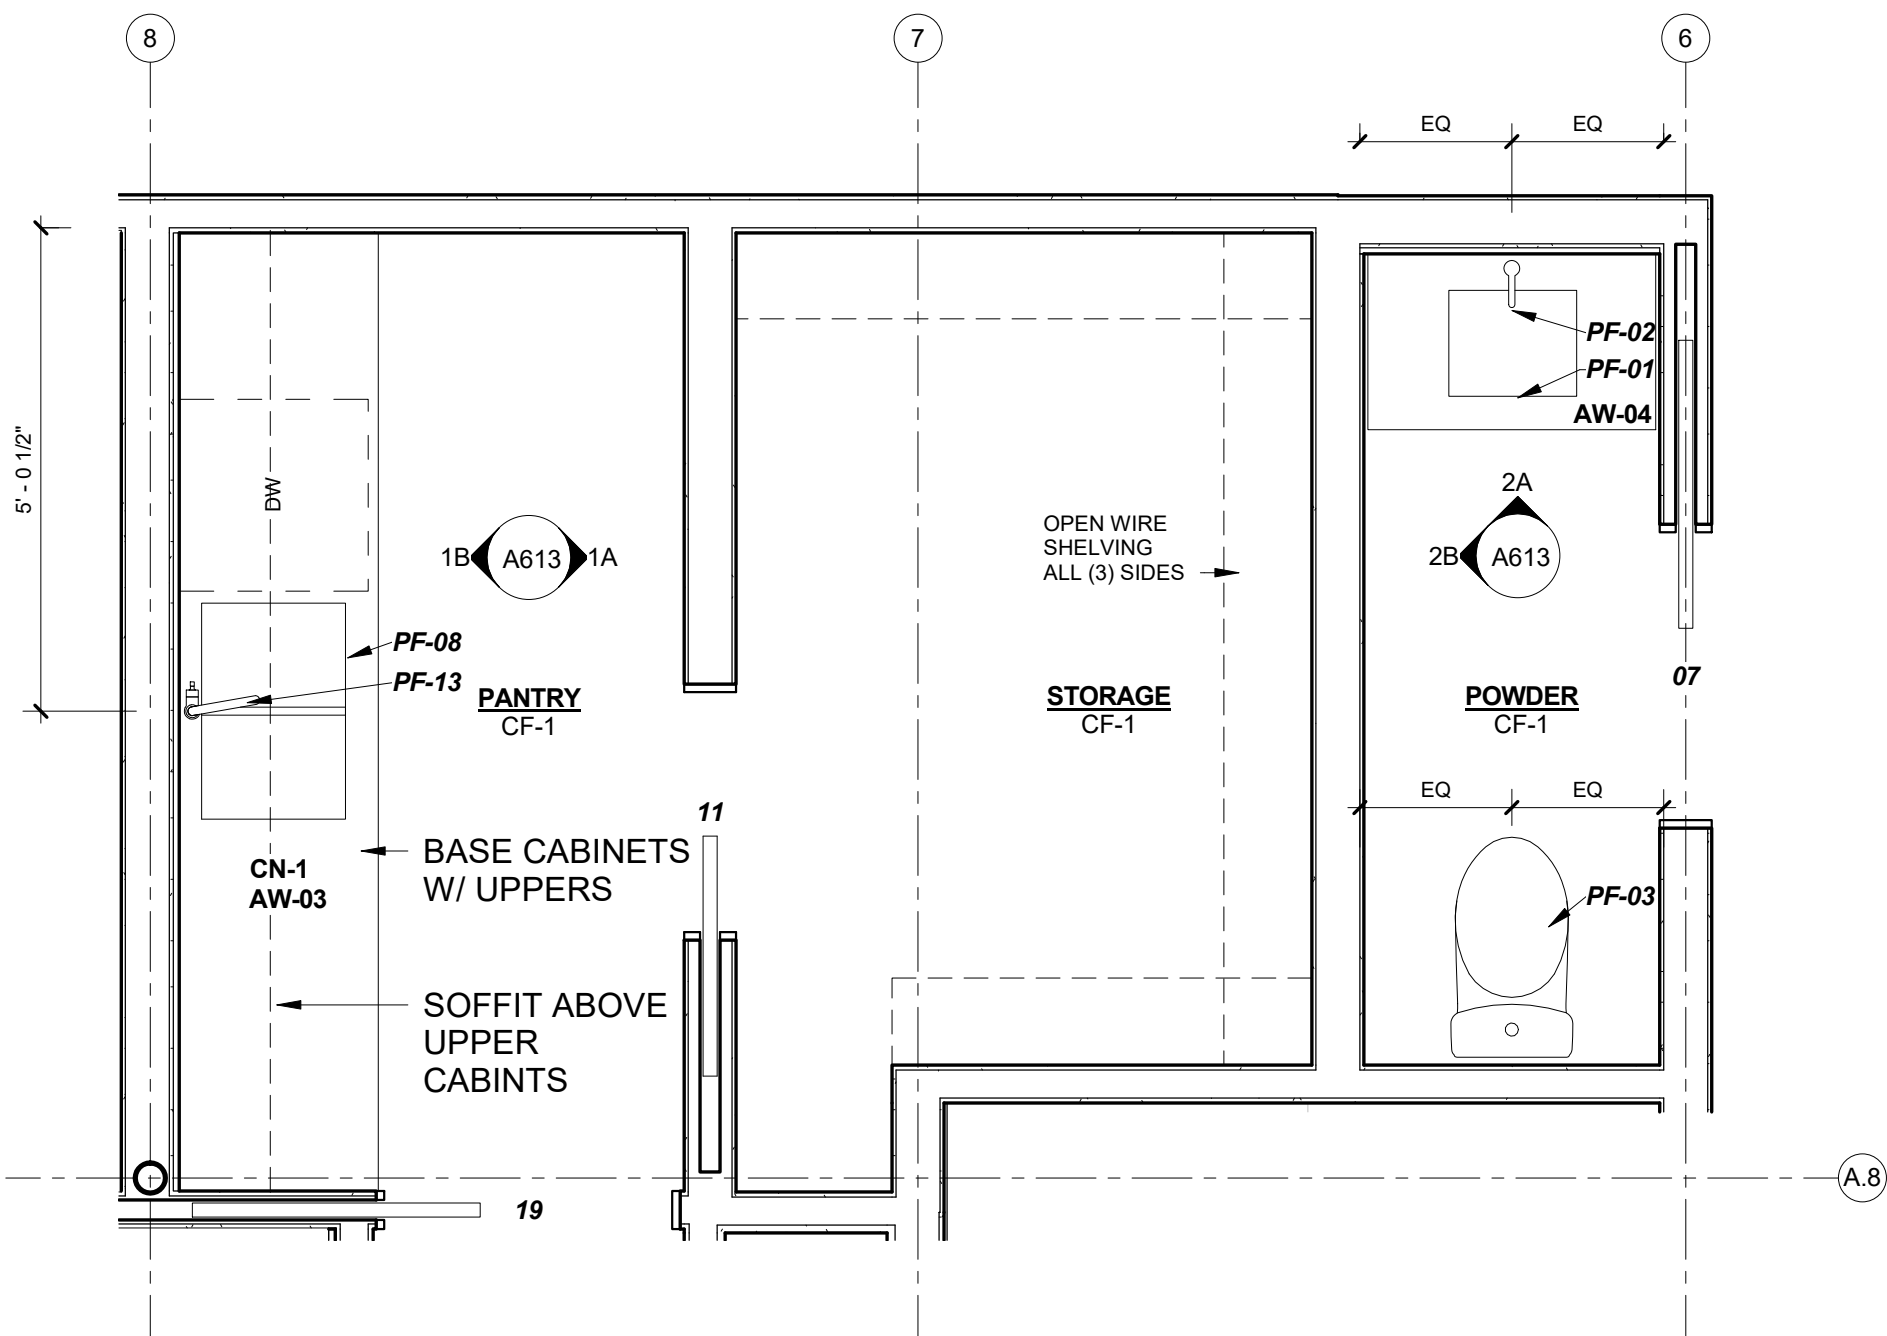 8
7
6
EQ
EQ
5' - 0 1/2"
DW
1B
A613
1A
PF-08
PF-13
PANTRY
CF-1
CN-1
AW-03
BASE CABINETS
W/ UPPERS
SOFFIT ABOVE
UPPER
CABINTS
11
19
OPEN WIRE
SHELVING
ALL (3) SIDES
STORAGE
CF-1
PF-02
PF-01
AW-04
2A
2B
A613
07
POWDER
CF-1
EQ
EQ
PF-03
A.8